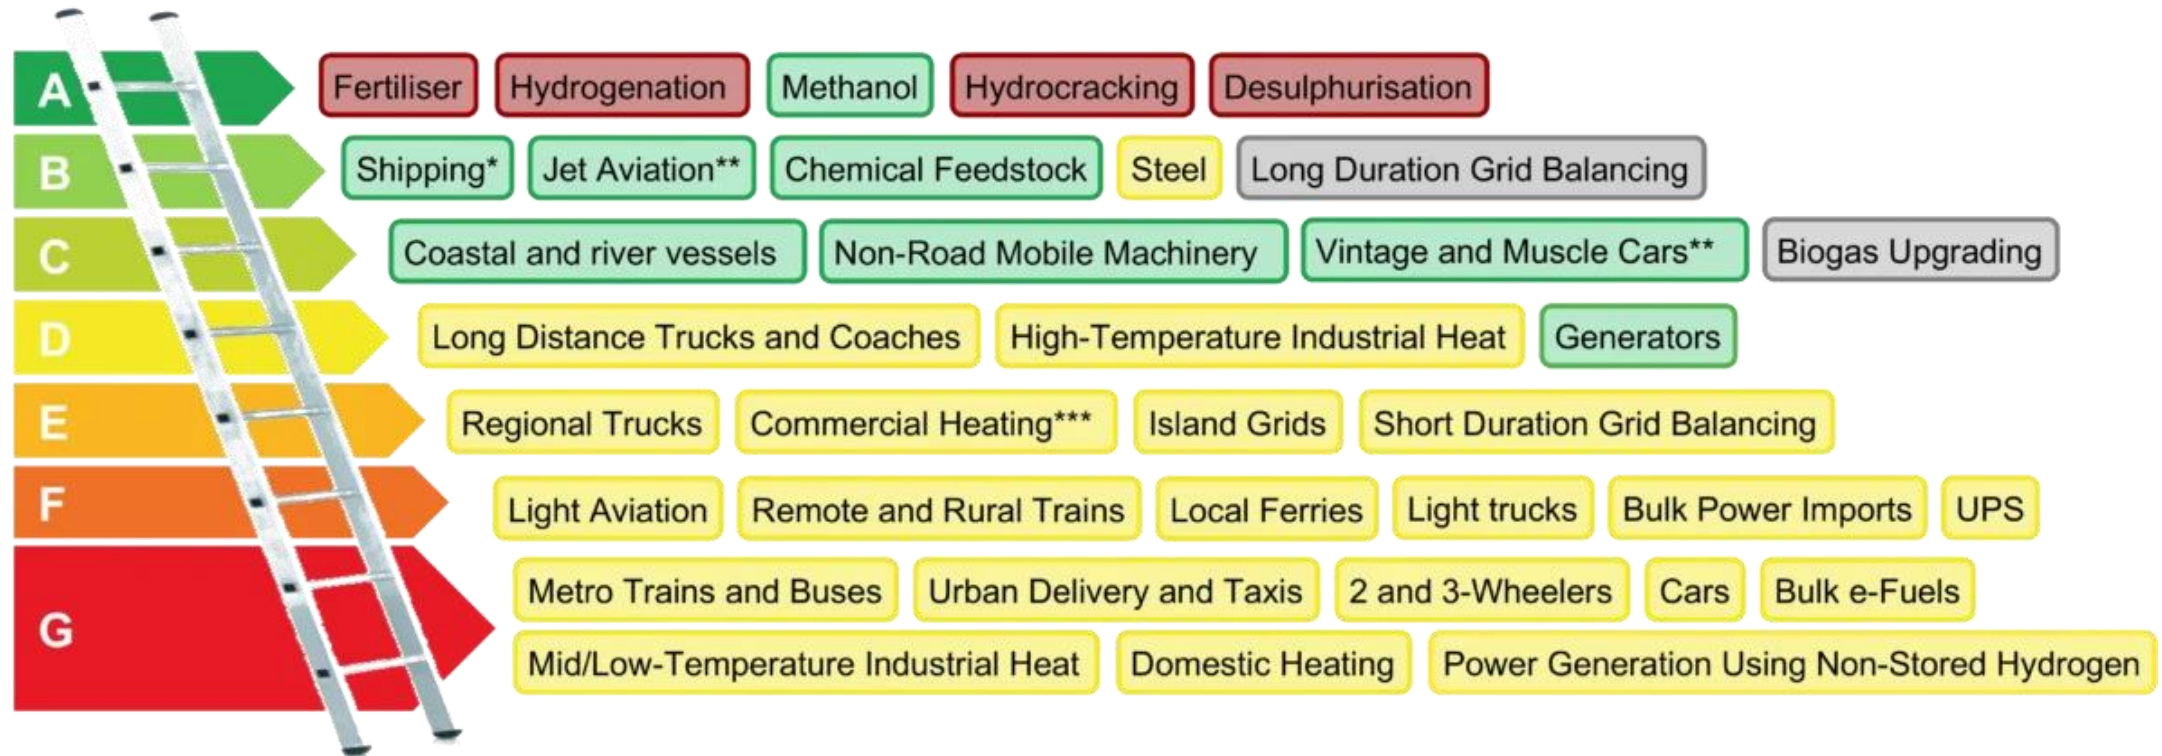 A Fertiliser Hydrogenation Methanol Hydrocracking Desulphurisation
B Shipping* Jet Aviation** Chemical Feedstock Steel Long Duration Grid Balancing
C Coastal and river vessels Non-Road Mobile Machinery Vintage and Muscle Cars** Biogas Upgrading
D Long Distance Trucks and Coaches High-Temperature Industrial Heat Generators
E Regional Trucks Commercial Heating*** Island Grids Short Duration Grid Balancing
F Light Aviation Remote and Rural Trains Local Ferries Light trucks Bulk Power Imports UPS
G Metro Trains and Buses Urban Delivery and Taxis 2 and 3-Wheelers Cars Bulk e-Fuels
Mid/Low-Temperature Industrial Heat Domestic Heating Power Generation Using Non-Stored Hydrogen